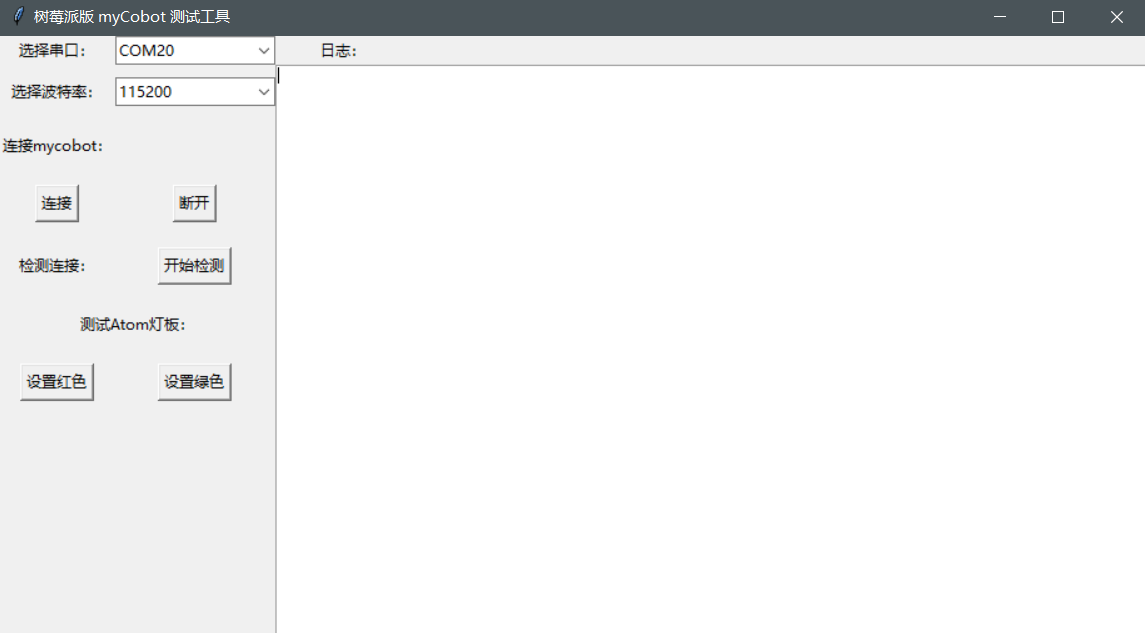 树莓派版 myCobot 测试工具
选择串口： COM20 日志：
选择波特率： 115200
连接mycobot：
连接 断开
检测连接： 开始检测
测试Atom灯板：
设置红色 设置绿色